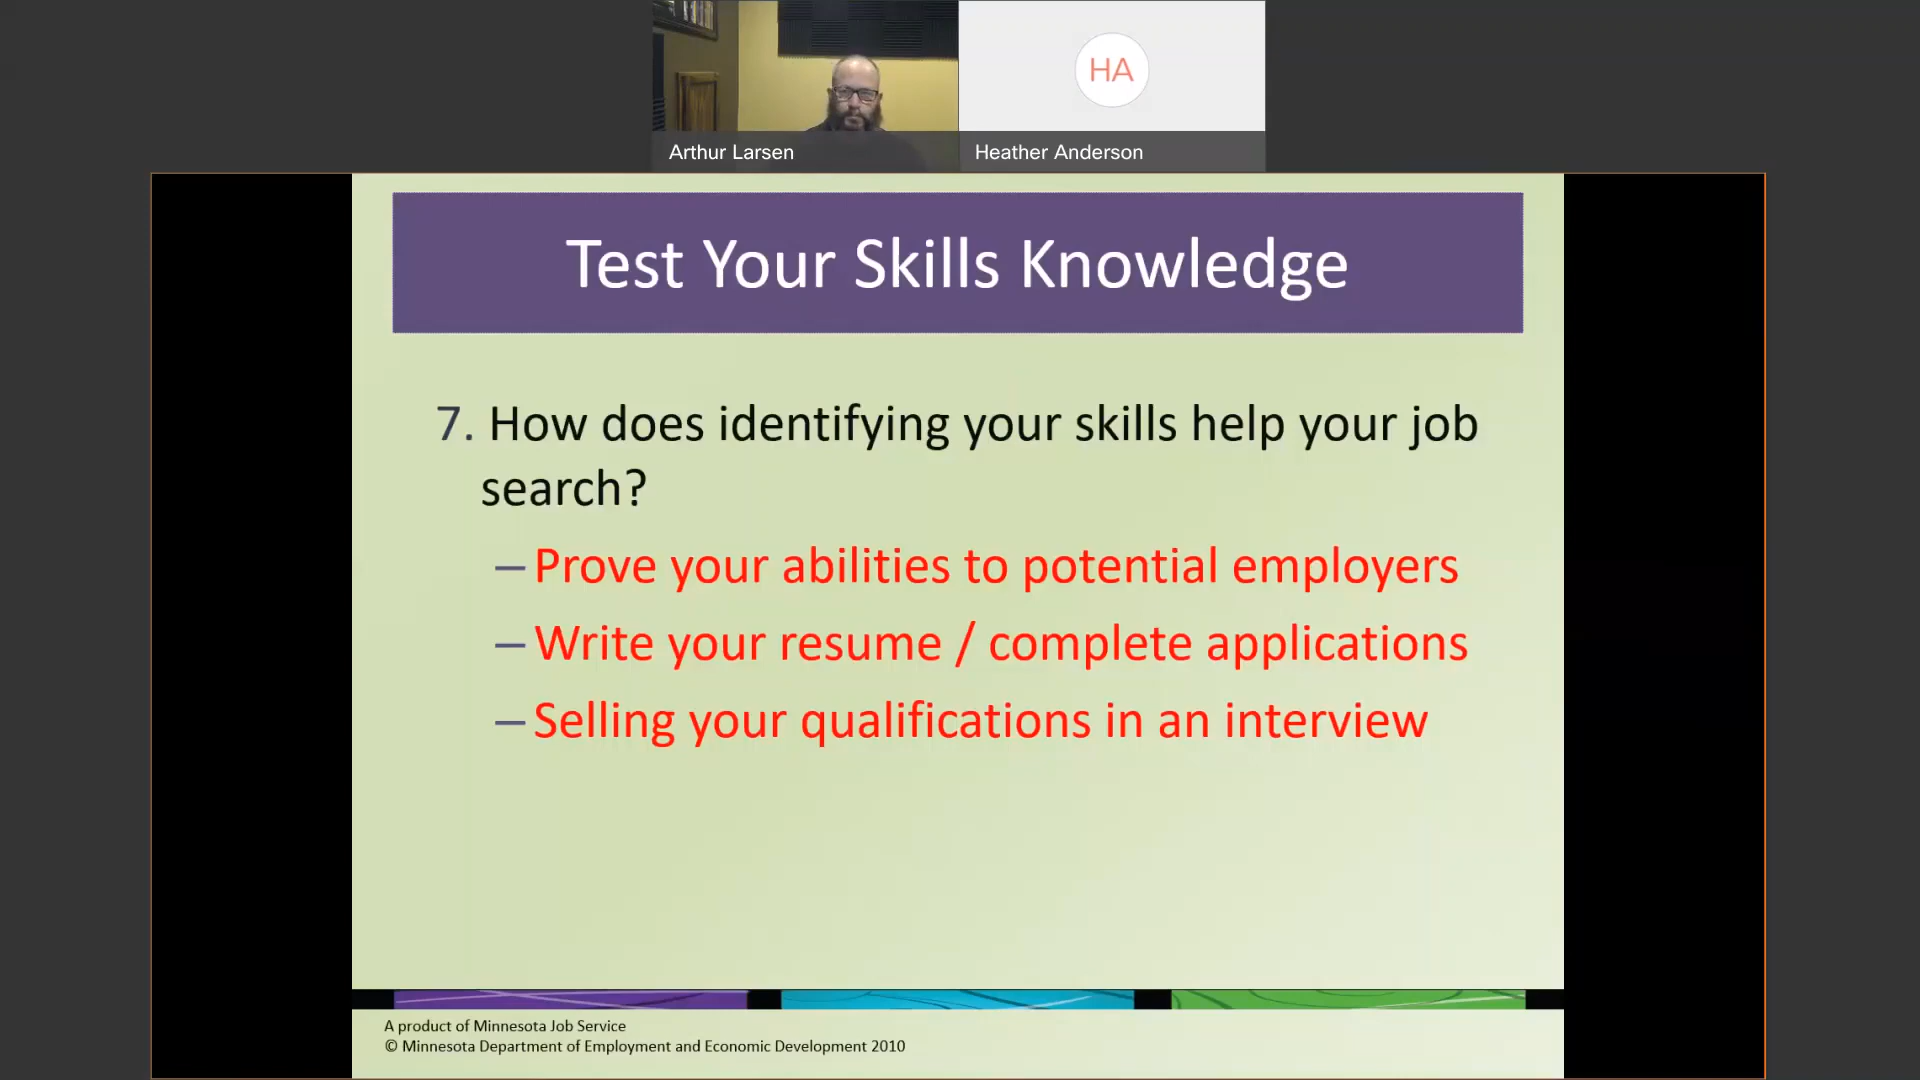 HA
Arthur Larsen
Heather Anderson
Test Your Skills Knowledge
7. How does identifying your skills help your job
search?
– Prove your abilities to potential employers
– Write your resume / complete applications
– Selling your qualifications in an interview
A product of Minnesota Job Service
© Minnesota Department of Employment and Economic Development 2010